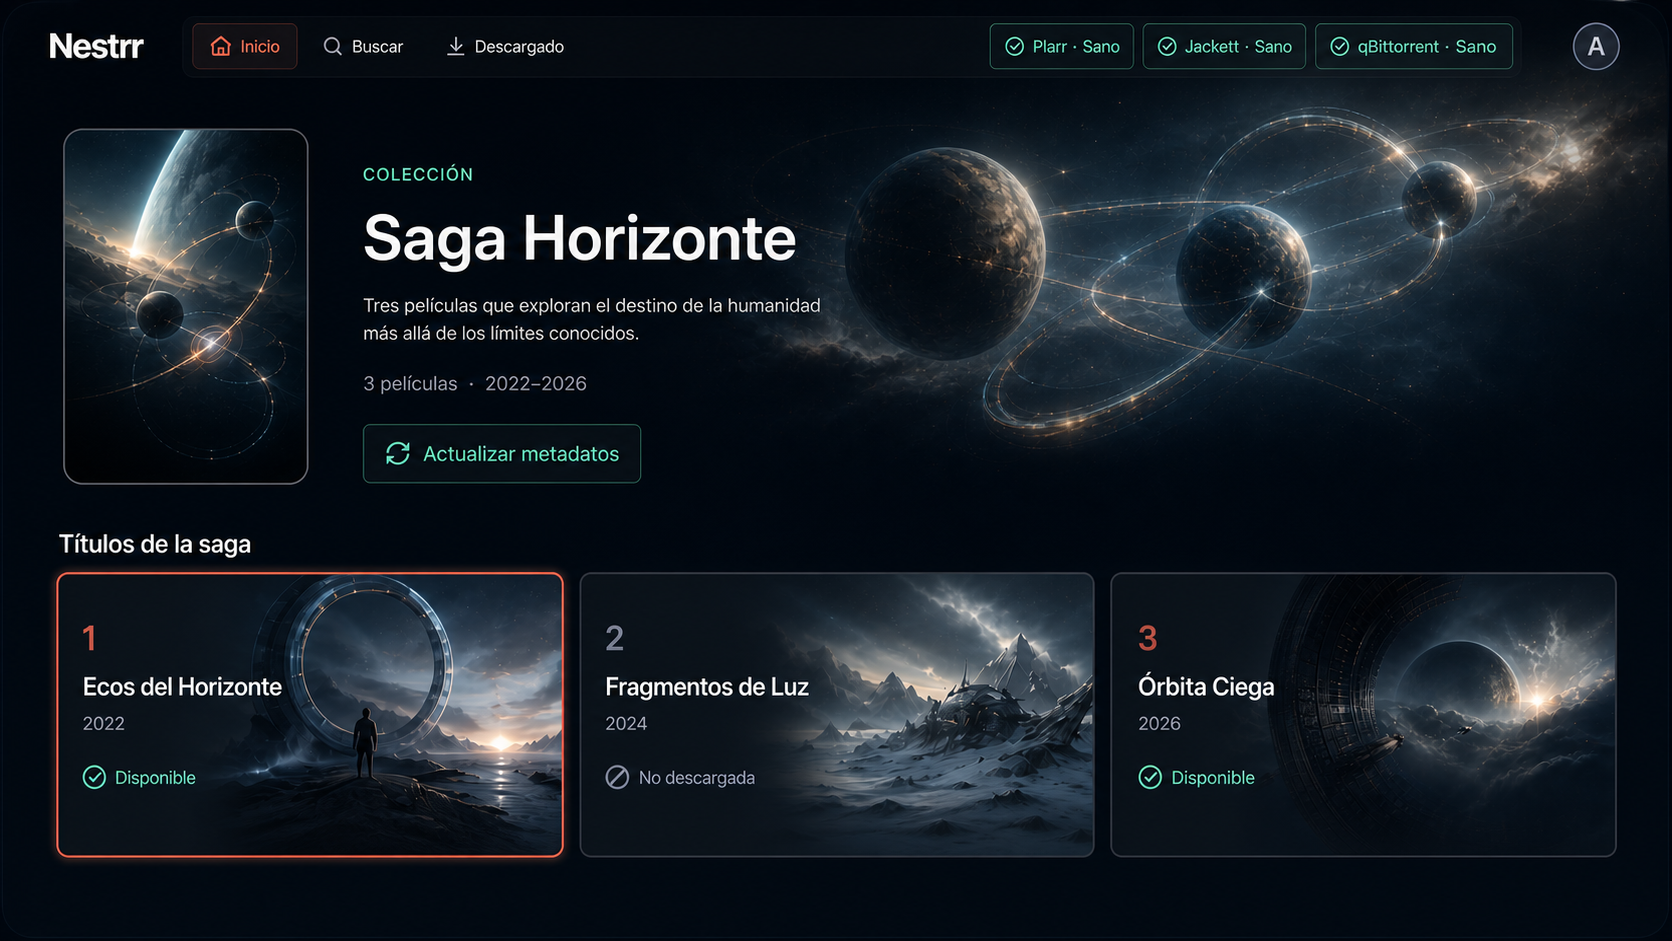 Nestrr
Inicio
Buscar
Descargado
Plarr · Sano
Jackett · Sano
qBittorrent · Sano
A
COLECCIÓN
Saga Horizonte
Tres películas que exploran el destino de la humanidad
más allá de los límites conocidos.
3 películas · 2022–2026
Actualizar metadatos
Títulos de la saga
1
Ecos del Horizonte
2022
Disponible
2
Fragmentos de Luz
2024
No descargada
3
Órbita Ciega
2026
Disponible